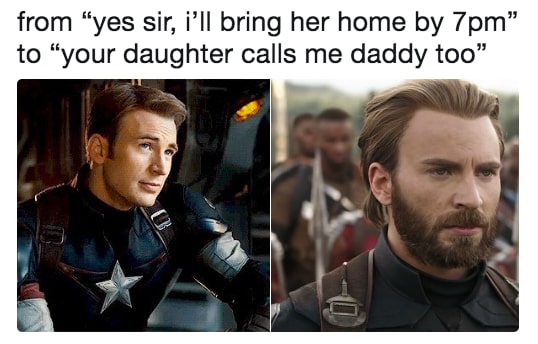 from “yes sir, i’ll bring her home by 7pm”
to “your daughter calls me daddy too”